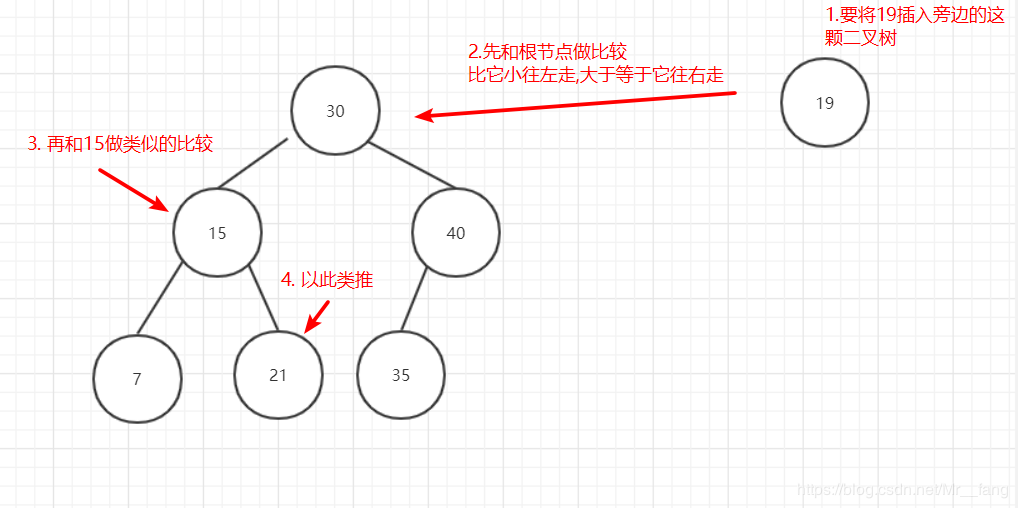 1.要将19插入旁边的这
颗二叉树
2.先和根节点做比较
比它小往左走,大于等于它往右走
30
19
3. 再和15做类似的比较
15
40
4. 以此类推
7
21
35
https://blog.csdn.net/Mr__fang